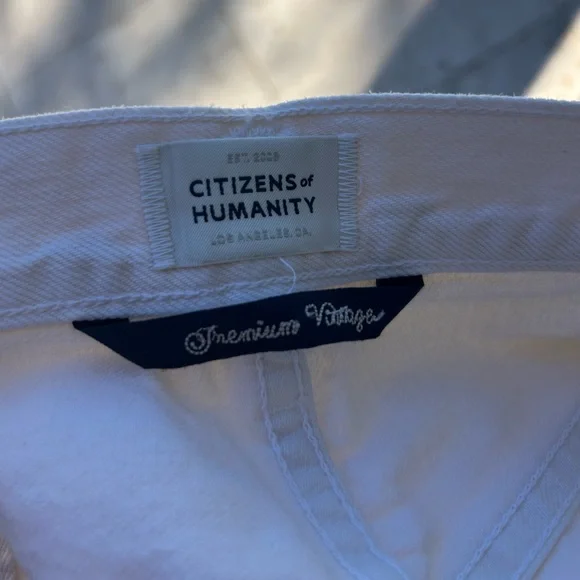 EST. 2003
CITIZENS of
HUMANITY
LOS ANGELES, CA.
Premium Vintage